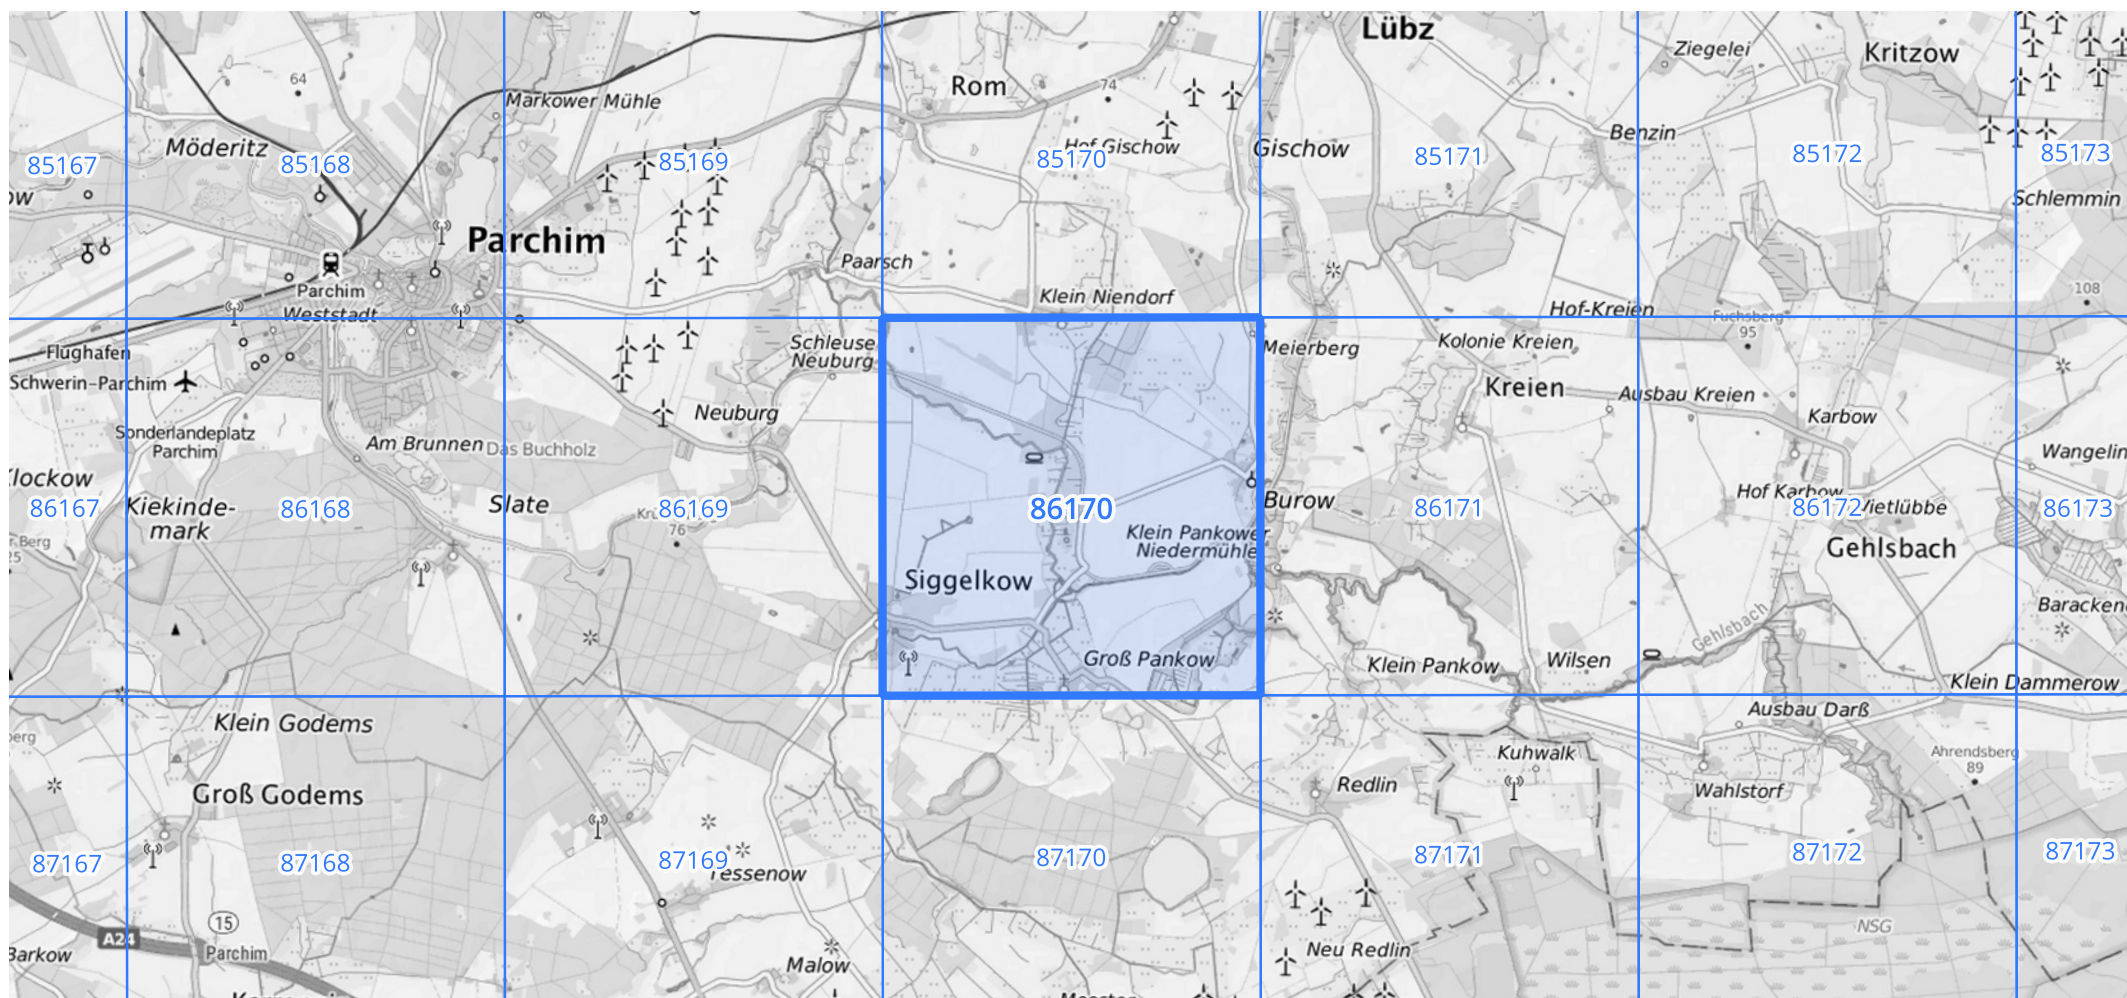 Lübz
Ziegelei
Kritzow
64
Rom
74
Markower Mühle
Benzin
Möderitz
Hof Gischow
Gischow
85167
85168
85169
85170
85171
85172
85173
ow
Schlemmin
Parchim
Paarsch
Parchim
Weststadt
Klein Niendorf
108
Hof-Kreien
Fuchsberg
95
Flughafen
Schwerin-Parchim
Schleuse
Neuburg
Meierberg
Kolonie Kreien
Kreien
Ausbau Kreien
Neuburg
Karbow
Sonderlandeplatz
Parchim
Am Brunnen
Das Buchholz
Wangelin
Klockow
Hof Karbow
86167
Kiekinde-
mark
86168
Slate
86169
76
86170
Burow
86171
86172
Vietlübbe
86173
Berg
25
Klein Pankower
Niedermühle
Gehlsbach
Siggelkow
Baracken
Gehlsbach
Groß Pankow
Klein Pankow
Wilsen
Klein Dammerow
Klein Godems
Ausbau Darß
berg
Kuhwalk
Ahrendsberg
89
Groß Godems
Redlin
Wahlstorf
87167
87168
87169
Tessenow
87170
87171
87172
87173
15
A24
Parchim
NSG
Barkow
Malow
Neu Redlin